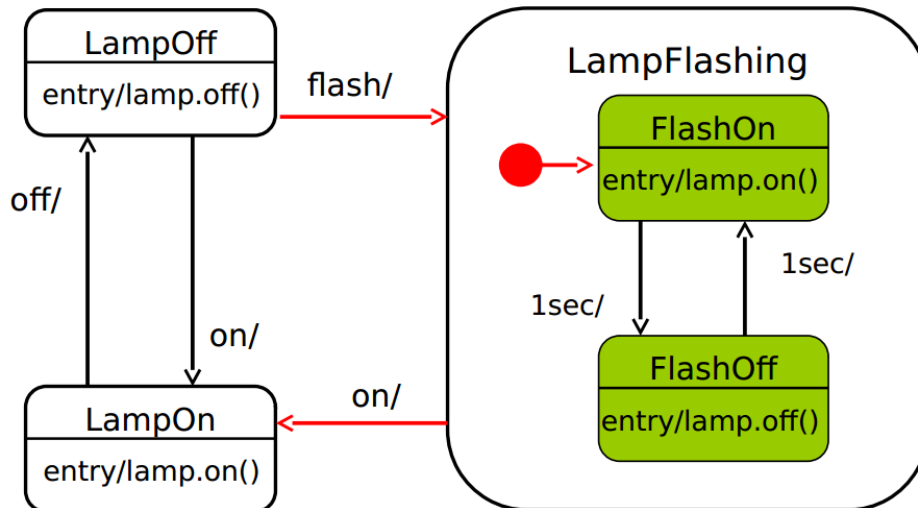 LampOff
entry/lamp.off()
flash/
LampFlashing
FlashOn
entry/lamp.on()
off/
on/
1sec/
1sec/
FlashOff
entry/lamp.off()
LampOn
entry/lamp.on()
on/